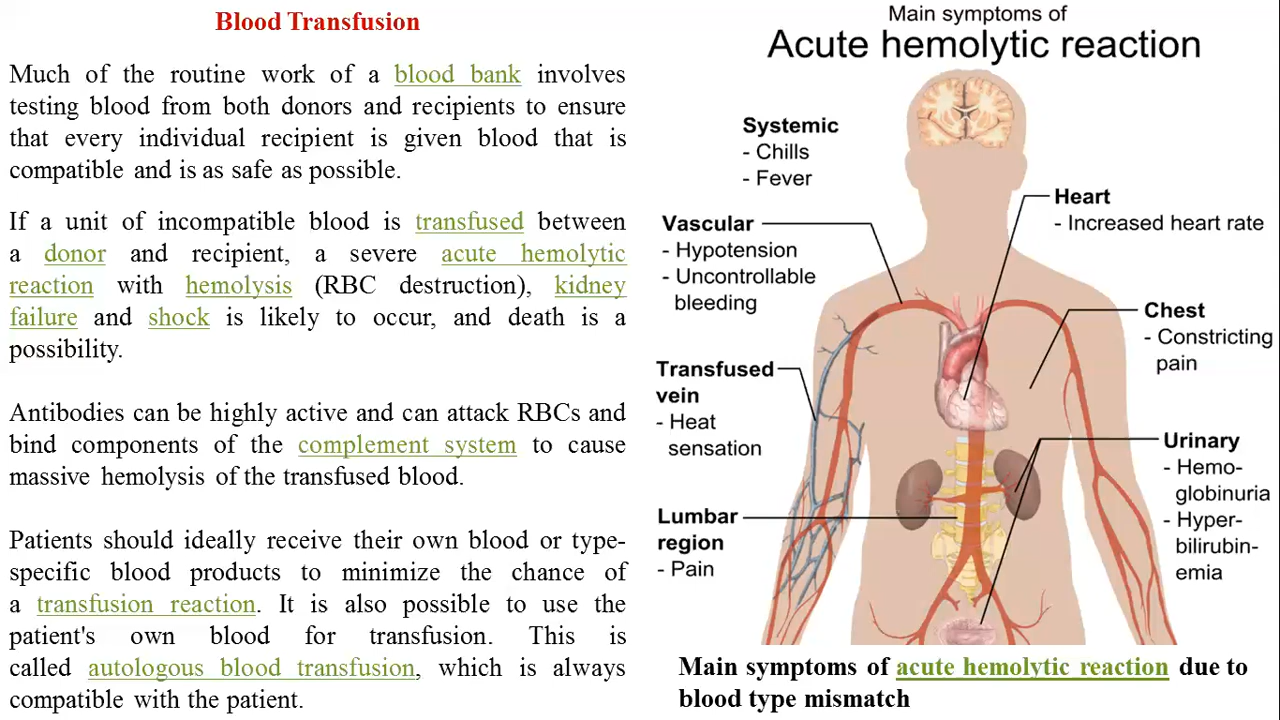 Blood Transfusion
Much of the routine work of a blood bank involves
testing blood from both donors and recipients to ensure
that every individual recipient is given blood that is
compatible and is as safe as possible.
If a unit of incompatible blood is transfused between
a donor and recipient, a severe acute hemolytic
reaction with hemolysis (RBC destruction), kidney
failure and shock is likely to occur, and death is a
possibility.
Antibodies can be highly active and can attack RBCs and
bind components of the complement system to cause
massive hemolysis of the transfused blood.
Patients should ideally receive their own blood or type-
specific blood products to minimize the chance of
a transfusion reaction. It is also possible to use the
patient's own blood for transfusion. This is
called autologous blood transfusion, which is always
compatible with the patient.
Main symptoms of
Acute hemolytic reaction
Systemic
- Chills
- Fever
Vascular
- Hypotension
- Uncontrollable
bleeding
Transfused
vein
- Heat
sensation
Lumbar
region
- Pain
Heart
- Increased heart rate
Chest
- Constricting
pain
Urinary
- Hemo-
globinuria
- Hyper-
bilirubin-
emia
Main symptoms of acute hemolytic reaction due to
blood type mismatch